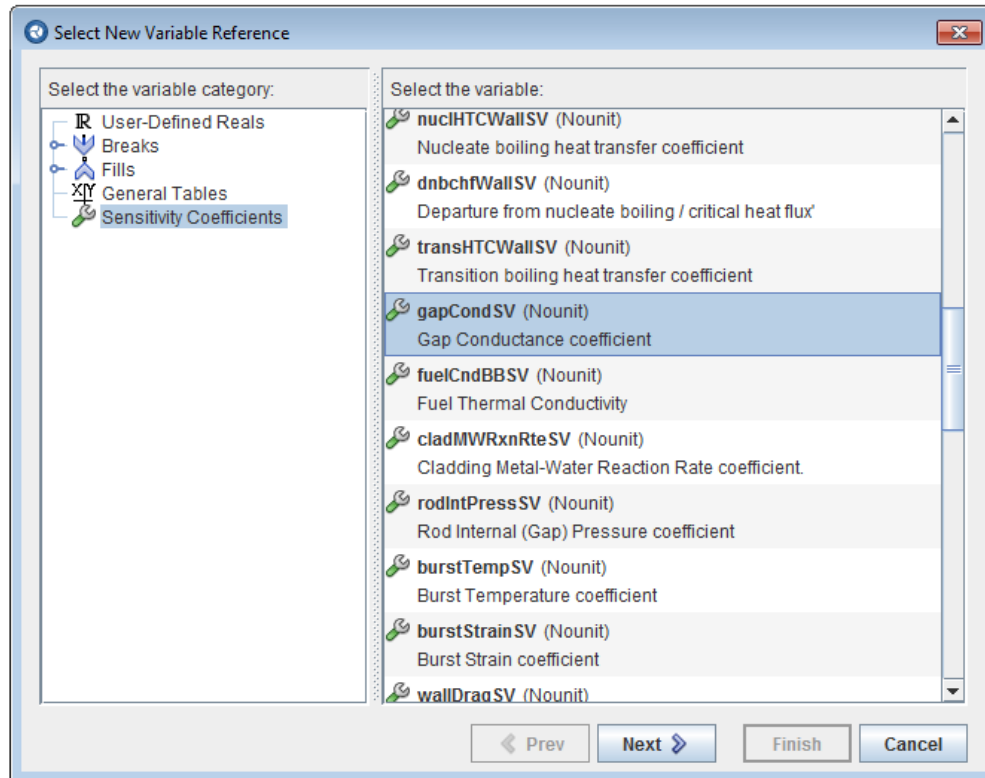 Select New Variable Reference
Select the variable category:
User-Defined Reals
Breaks
Fills
General Tables
Sensitivity Coefficients
Select the variable:
nuclHTCWallSV (Nounit)
Nucleate boiling heat transfer coefficient
dnbchfWallSV (Nounit)
Departure from nucleate boiling / critical heat flux'
transHTCWallSV (Nounit)
Transition boiling heat transfer coefficient
gapCondSV (Nounit)
Gap Conductance coefficient
fuelCndBBSV (Nounit)
Fuel Thermal Conductivity
cladMWRxnRteSV (Nounit)
Cladding Metal-Water Reaction Rate coefficient.
rodIntPressSV (Nounit)
Rod Internal (Gap) Pressure coefficient
burstTempSV (Nounit)
Burst Temperature coefficient
burstStrainSV (Nounit)
Burst Strain coefficient
wallDragSV (Nounit)
Prev Next Finish Cancel